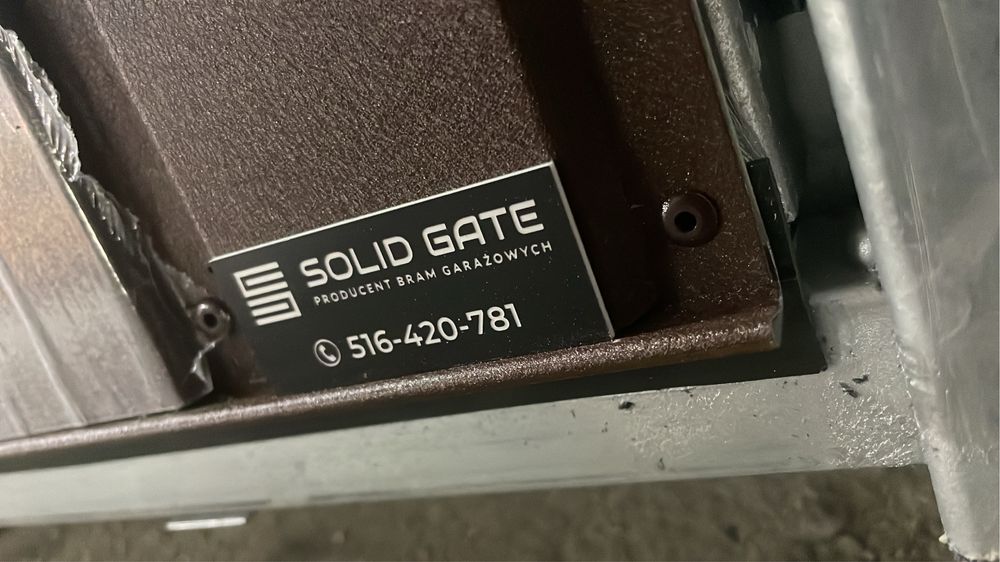 SOLID GATE
PRODUCENT BRAM GARAŻOWYCH
516-420-781